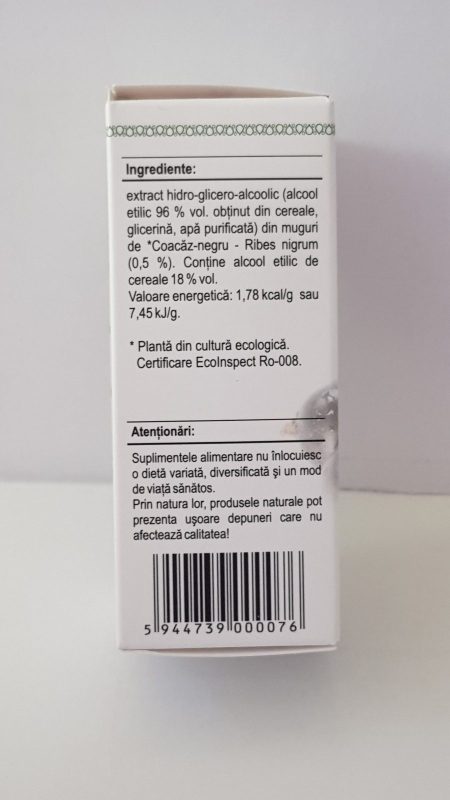 Ingrediente:
extract hidro-glicero-alcoolic (alcool
etilic 96 % vol. obținut din cereale,
glicerină, apă purificată) din muguri
de *Coacăz-negru - Ribes nigrum
(0,5 %). Conține alcool etilic de
cereale 18 % vol.
Valoare energetică: 1,78 kcal/g sau
7,45 kJ/g.
* Plantă din cultură ecologică.
Certificare EcoInspect Ro-008.
Atenționări:
Suplimentele alimentare nu înlocuiesc
o dietă variată, diversificată și un mod
de viață sănătos.
Prin natura lor, produsele naturale pot
prezenta ușoare depuneri care nu
afectează calitatea!
5 944739 000076